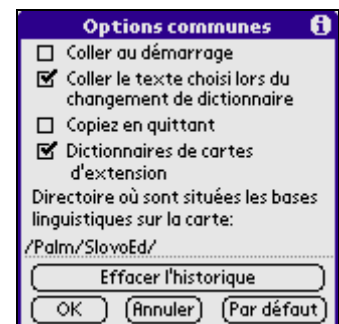 Options communes
Coller au démarrage
Coller le texte choisi lors du
changement de dictionnaire
Copiez en quittant
Dictionnaires de cartes
d'extension
Directoire où sont situées les bases
linguistiques sur la carte:
/Palm/SlovoEd/
Effacer l'historique
OK Annuler Par défaut